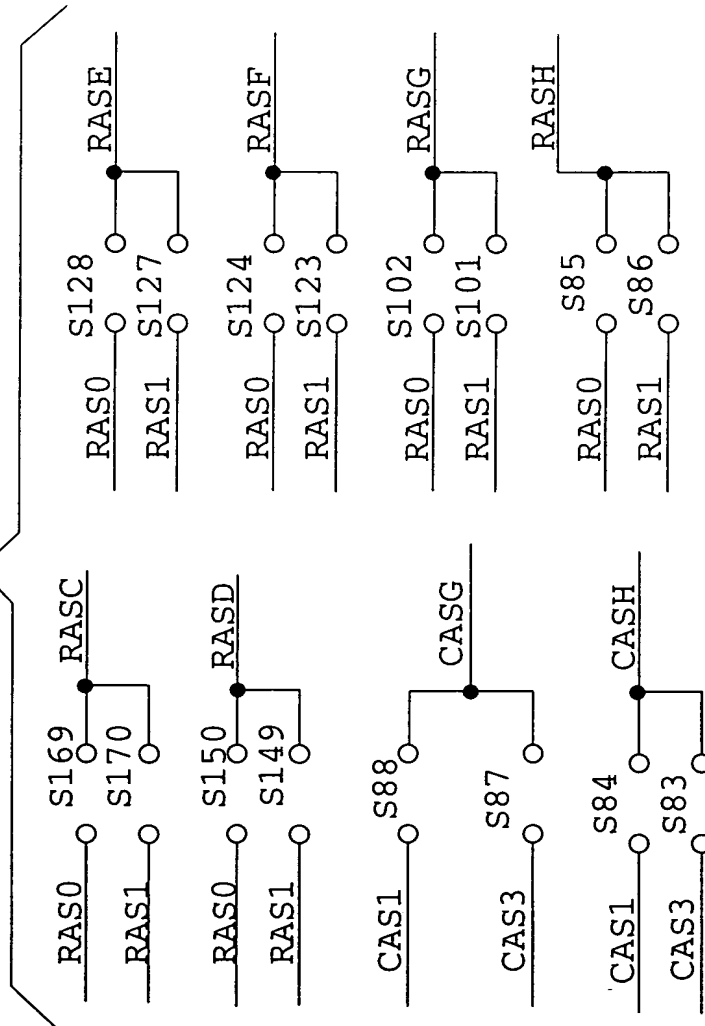 RAS0 S128 RASE
RAS1 S127
RAS0 S124 RASF
RAS1 S123
RAS0 S102 RASG
RAS1 S101
RAS0 S85 RASH
RAS1 S86
RAS0 S169 RASC
RAS1 S170
RAS0 S150 RASD
RAS1 S149
CAS1 S88 CASG
CAS3 S87
CAS1 S84 CASH
CAS3 S83